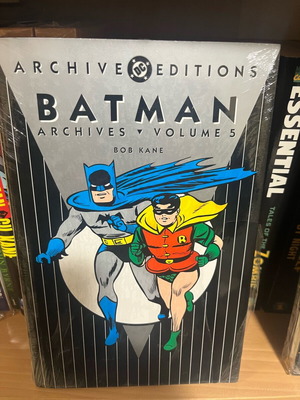 ARCHIVE DC EDITIONS
BATMAN
ARCHIVES ▾ VOLUME 5
BOB KANE
R
ESSENTIAL
TALES OF THE
ZOMBIE